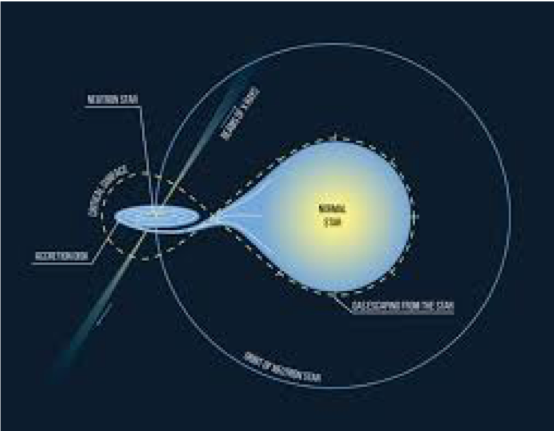 NEUTRON STAR
BEAMS OF X-RAYS
CRITICAL SURFACE
NORMAL
STAR
ACCRETION DISK
GAS ESCAPING FROM THE STAR
ORBIT OF NEUTRON STAR